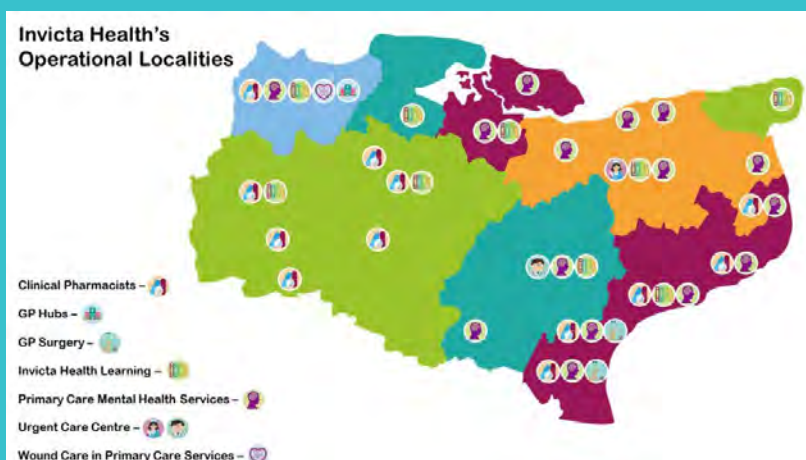 Invicta Health's
Operational Localities
Clinical Pharmacists –
GP Hubs –
GP Surgery –
Invicta Health Learning –
Primary Care Mental Health Services –
Urgent Care Centre –
Wound Care in Primary Care Services –